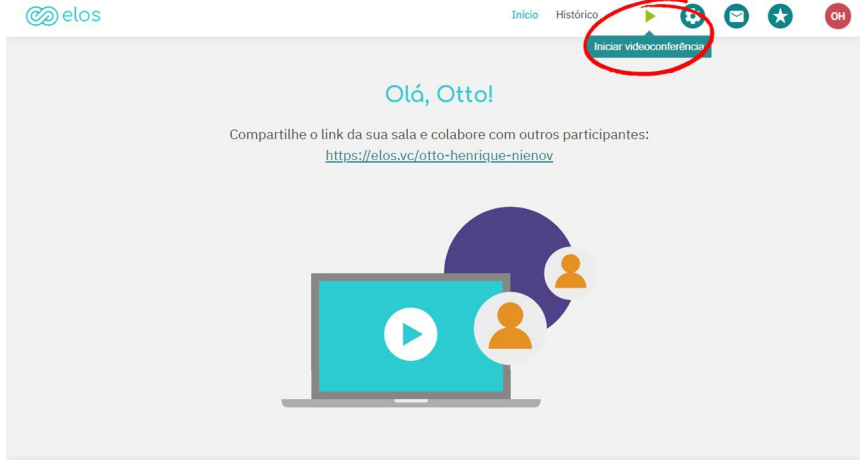 elos
Início Histórico
OH
Iniciar videoconferência
Olá, Otto!
Compartilhe o link da sua sala e colabore com outros participantes:
https://elos.vc/otto-henrique-nienov